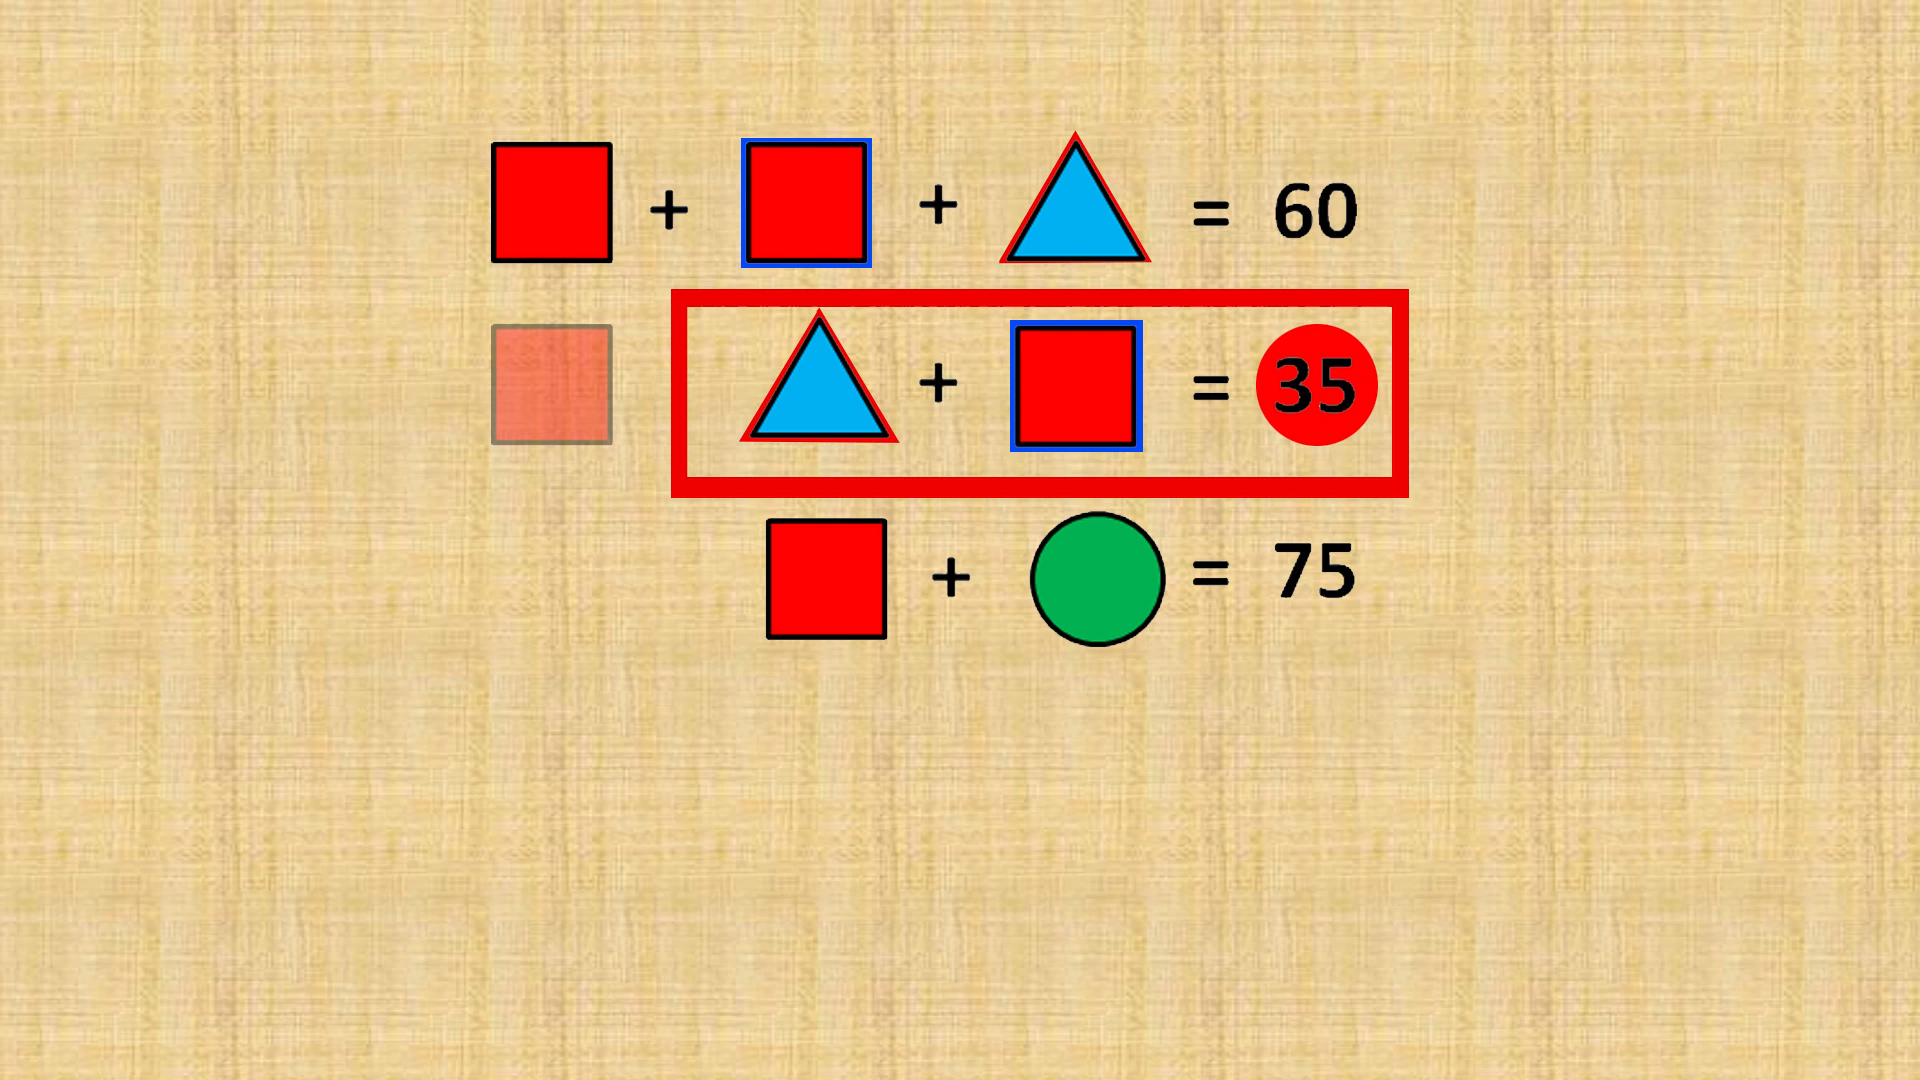 + + = 60
+ = 35
+ = 75